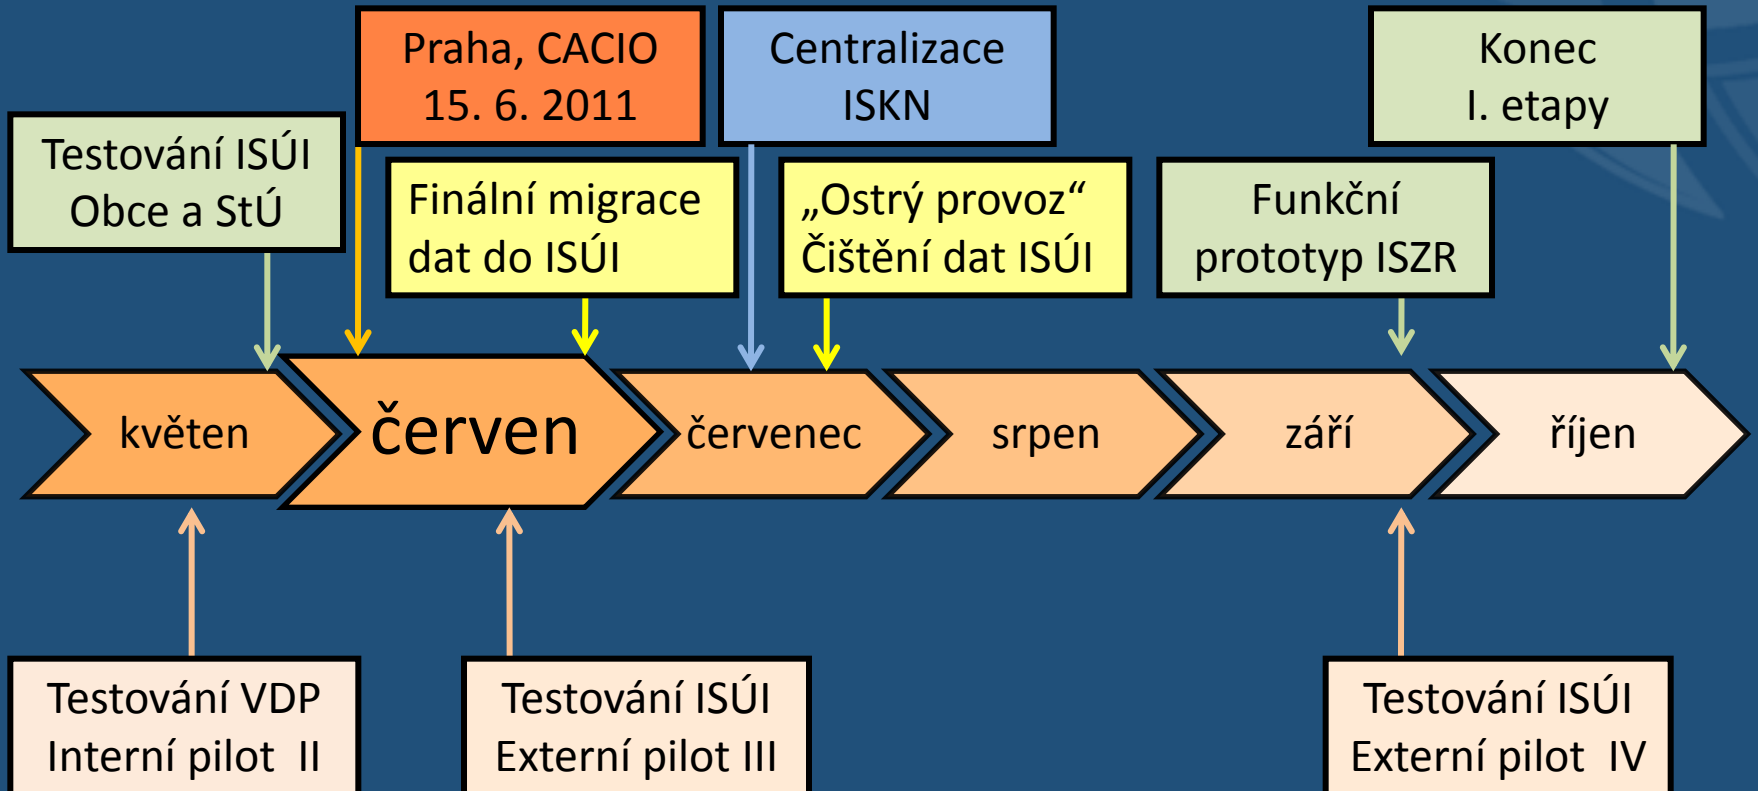 Praha, CACIO
15. 6. 2011
Centralizace
ISKN
Konec
I. etapy
Testování ISÚI
Obce a StÚ
Finální migrace
dat do ISÚI
„Ostrý provoz“
Čištění dat ISÚI
Funkční
prototyp ISZR
květen
červen
červenec
srpen
září
říjen
Testování VDP
Interní pilot II
Testování ISÚI
Externí pilot III
Testování ISÚI
Externí pilot IV